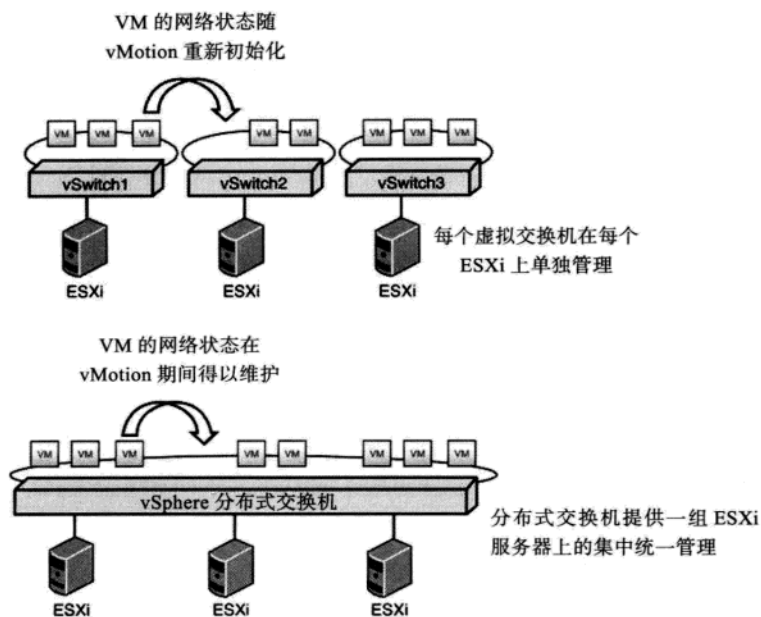 VM 的网络状态随
vMotion 重新初始化
VM VM VM VM VM VM VM VM
vSwitch1 vSwitch2 vSwitch3
每个虚拟交换机在每个
ESXi 上单独管理
ESXi ESXi ESXi
VM 的网络状态在
vMotion 期间得以维护
VM VM VM VM VM VM VM VM
vSphere 分布式交换机
分布式交换机提供一组 ESXi
服务器上的集中统一管理
ESXi ESXi ESXi